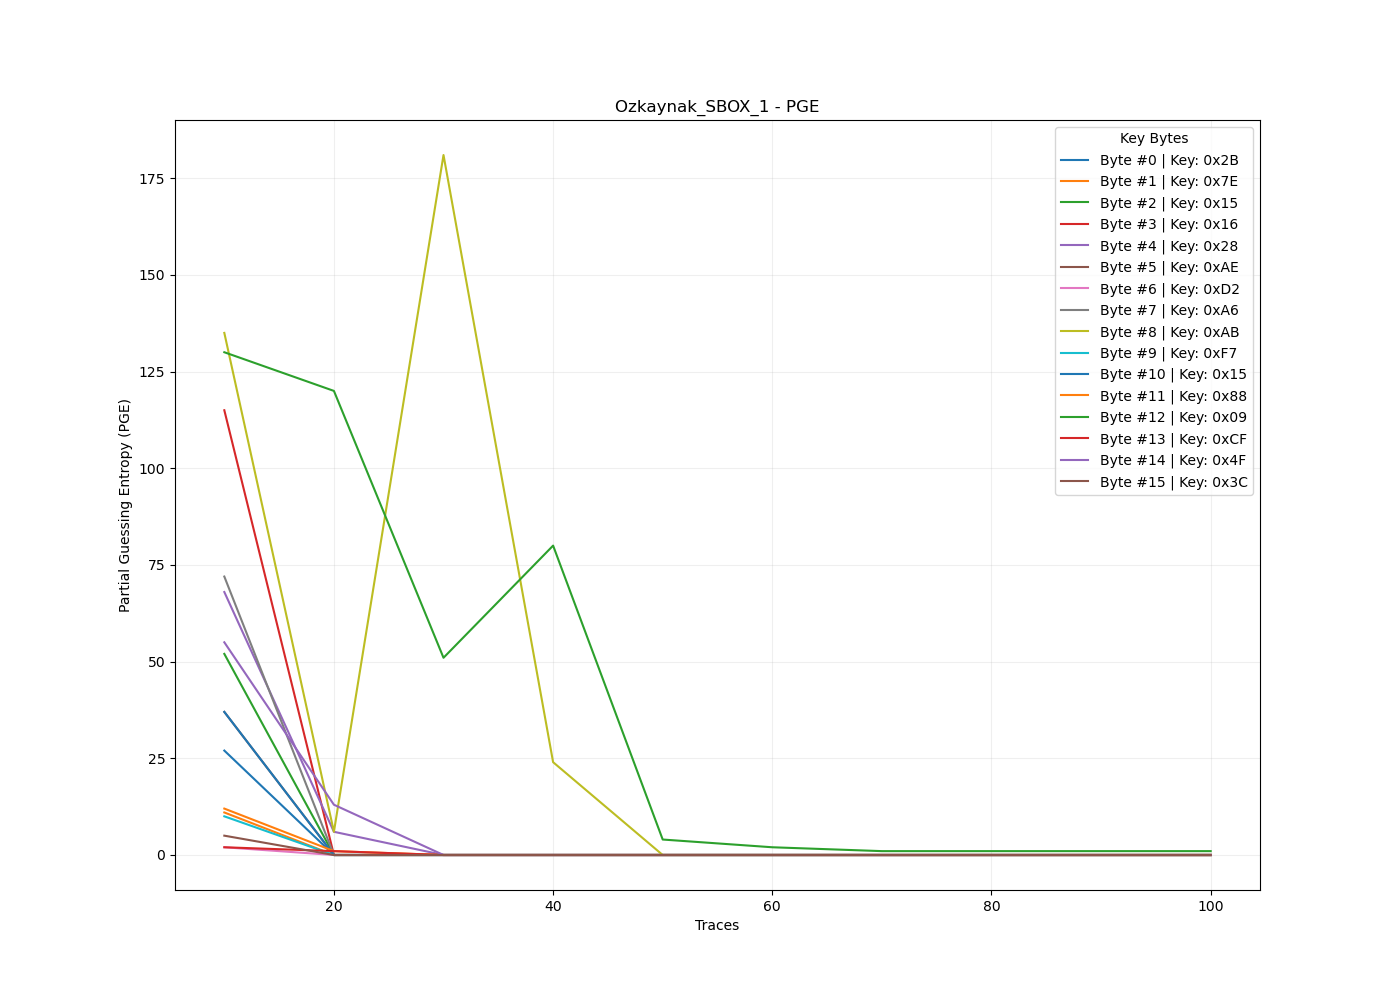 Ozkaynak_SBOX_1 - PGE
Key Bytes
Byte #0 | Key: 0x2B
Byte #1 | Key: 0x7E
Byte #2 | Key: 0x15
Byte #3 | Key: 0x16
Byte #4 | Key: 0x28
Byte #5 | Key: 0xAE
Byte #6 | Key: 0xD2
Byte #7 | Key: 0xA6
Byte #8 | Key: 0xAB
Byte #9 | Key: 0xF7
Byte #10 | Key: 0x15
Byte #11 | Key: 0x88
Byte #12 | Key: 0x09
Byte #13 | Key: 0xCF
Byte #14 | Key: 0x4F
Byte #15 | Key: 0x3C
Partial Guessing Entropy (PGE)
175
150
125
100
75
50
25
0
20 40 60 80 100
Traces